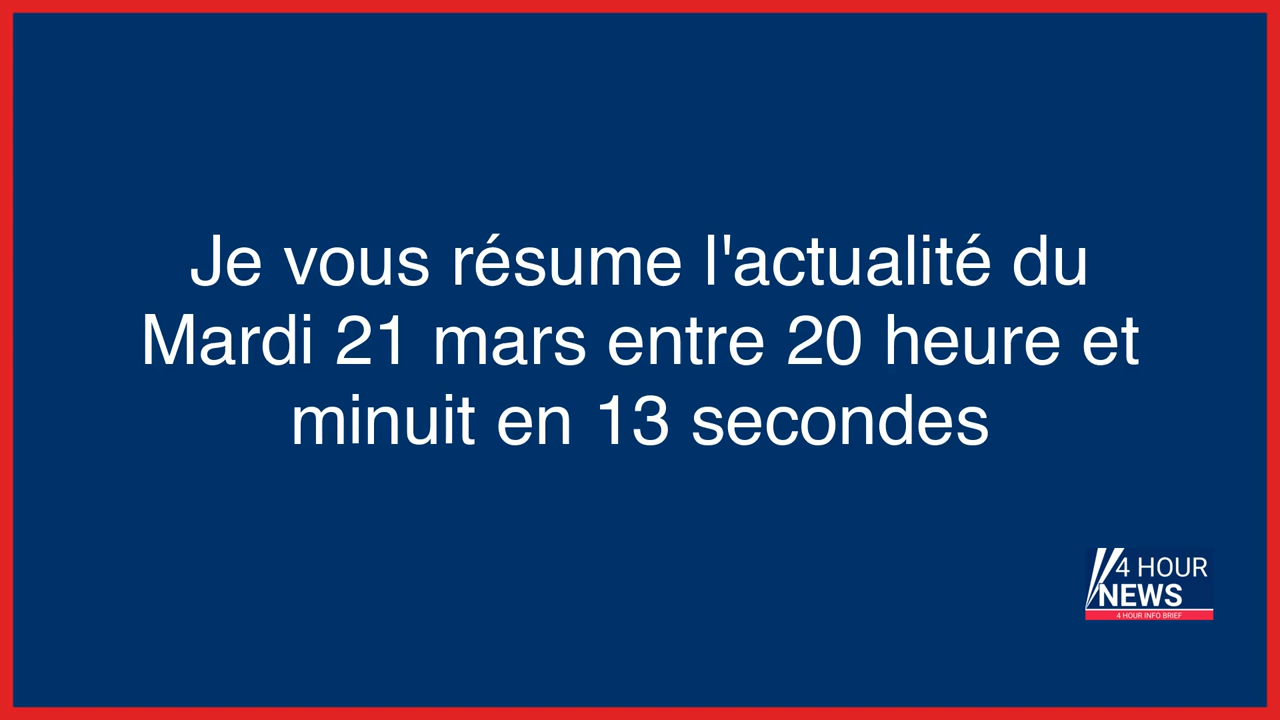 Je vous résume l'actualité du
Mardi 21 mars entre 20 heure et
minuit en 13 secondes
4 HOUR
NEWS
4 HOUR INFO BRIEF